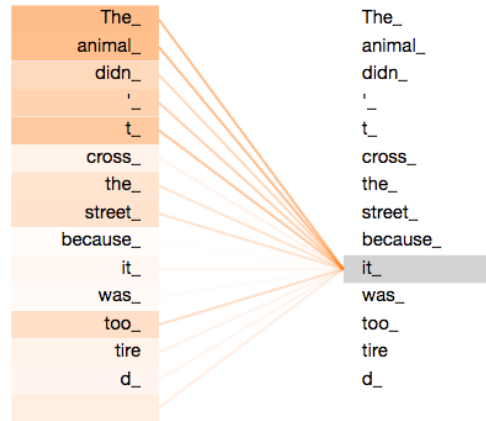 The_ The_
animal_ animal_
didn_ didn_
'_ '_
t_ t_
cross_ cross_
the_ the_
street_ street_
because_ because_
it_ it_
was_ was_
too_ too_
tire tire
d_ d_